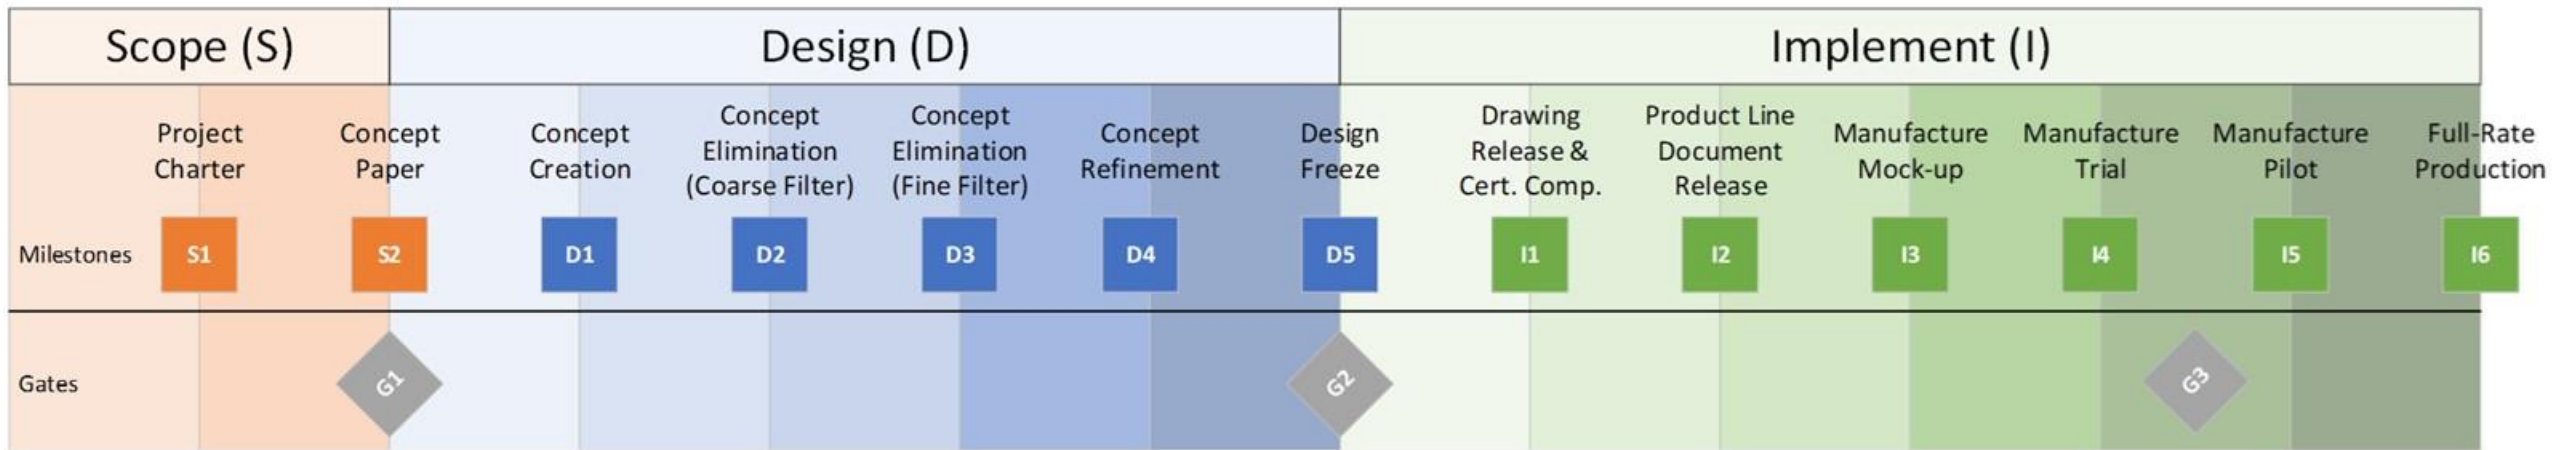 Scope (S)
Design (D)
Implement (I)
Project
Charter
Concept
Paper
Concept
Creation
Concept
Elimination
(Coarse Filter)
Concept
Elimination
(Fine Filter)
Concept
Refinement
Design
Freeze
Drawing
Release &
Cert. Comp.
Product Line
Document
Release
Manufacture
Mock-up
Manufacture
Trial
Manufacture
Pilot
Full-Rate
Production
Milestones
S1
S2
D1
D2
D3
D4
D5
I1
I2
I3
I4
I5
I6
Gates
G1
G2
G3